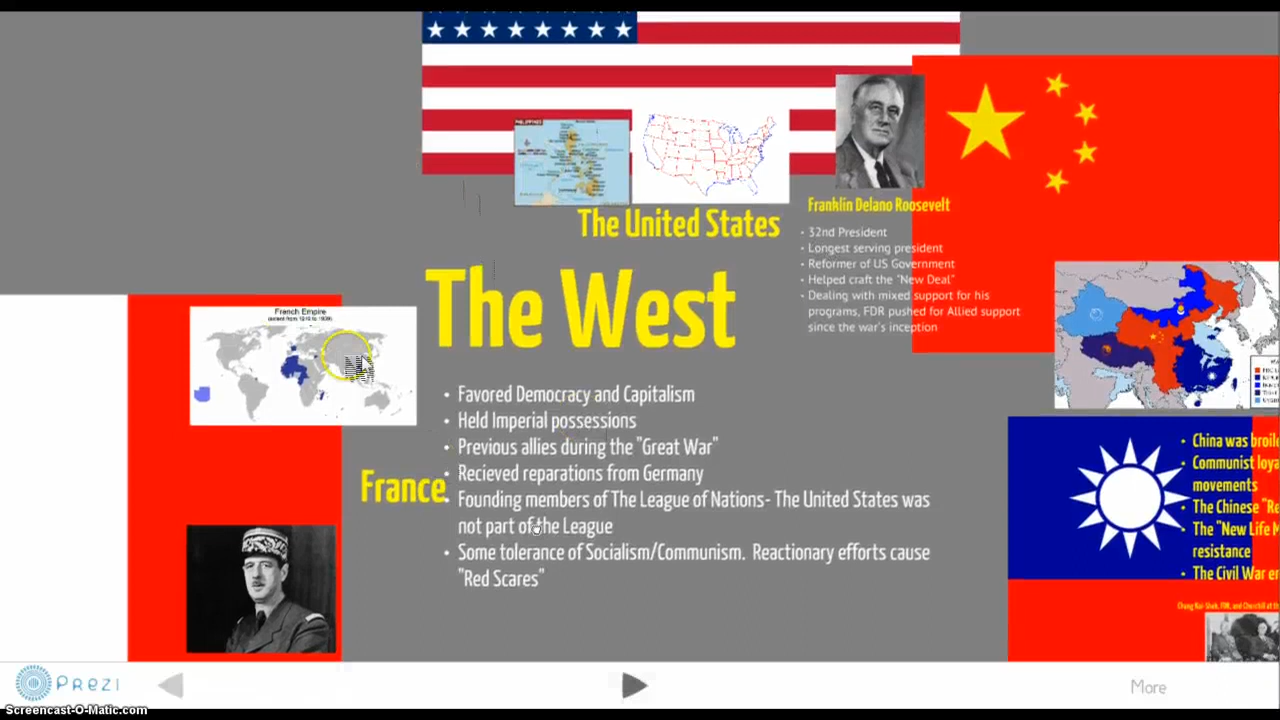 French Empire
The United States
Franklin Delano Roosevelt
• 32nd President
• Longest serving president
• Reformer of US Government
• Helped craft the "New Deal"
• Dealing with mixed support for his
programs, FDR pushed for Allied support
since the war's inception
The West
• Favored Democracy and Capitalism
• Held Imperial possessions
• Previous allies during the "Great War"
• Recieved reparations from Germany
• Founding members of The League of Nations- The United States was
not part of the League
• Some tolerance of Socialism/Communism. Reactionary efforts cause
"Red Scares"
France
• China was broile
• Communist loya
movements
• The Chinese "Re
• The "New Life M
resistance
• The Civil War er
Prezi
More
Screencast-O-Matic.com